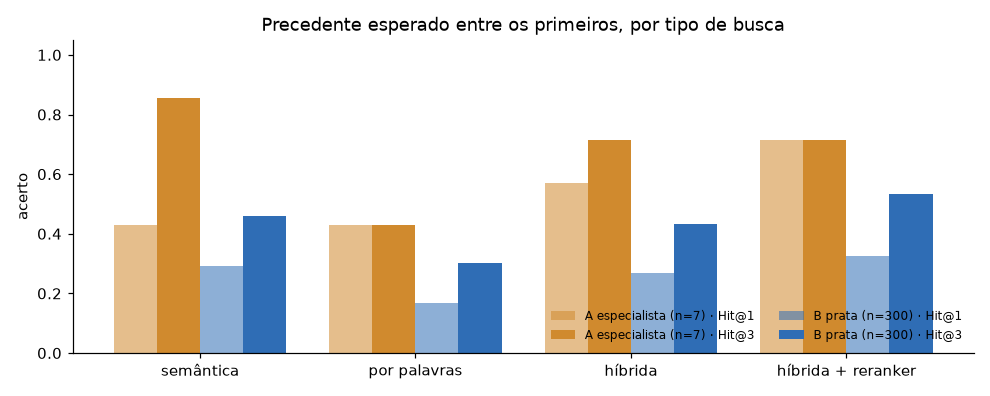 Precedente esperado entre os primeiros, por tipo de busca
1.0
0.8
0.6
0.4
0.2
0.0
acerto
A especialista (n=7) · Hit@1
A especialista (n=7) · Hit@3
B prata (n=300) · Hit@1
B prata (n=300) · Hit@3
semântica
por palavras
híbrida
híbrida + reranker